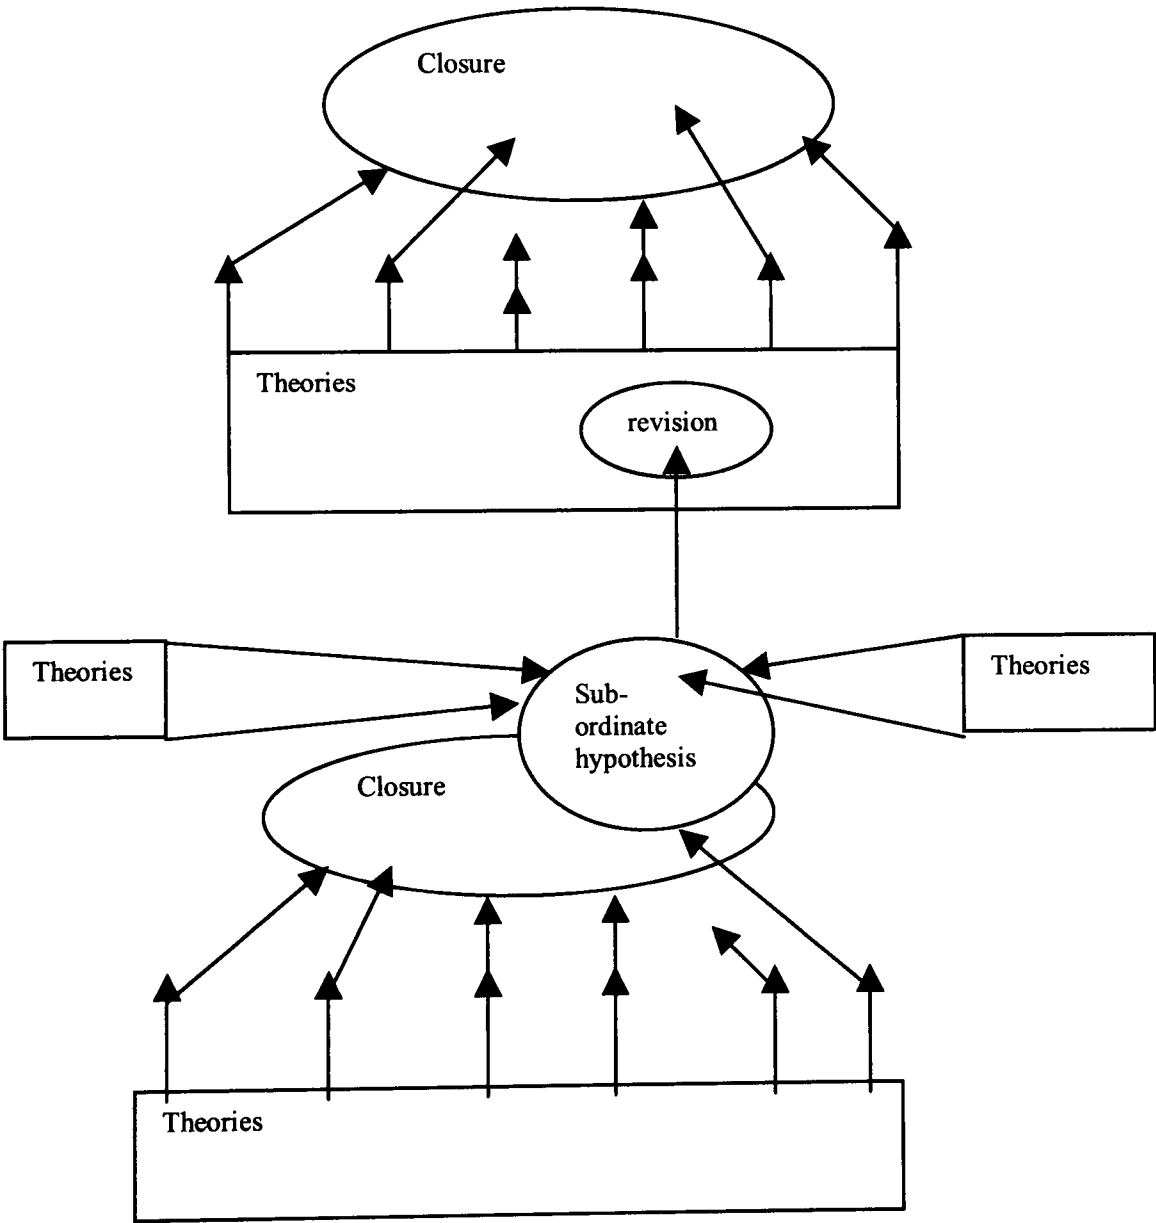 Closure
Theories
revision
Theories
Theories
Sub-
ordinate
hypothesis
Closure
Theories